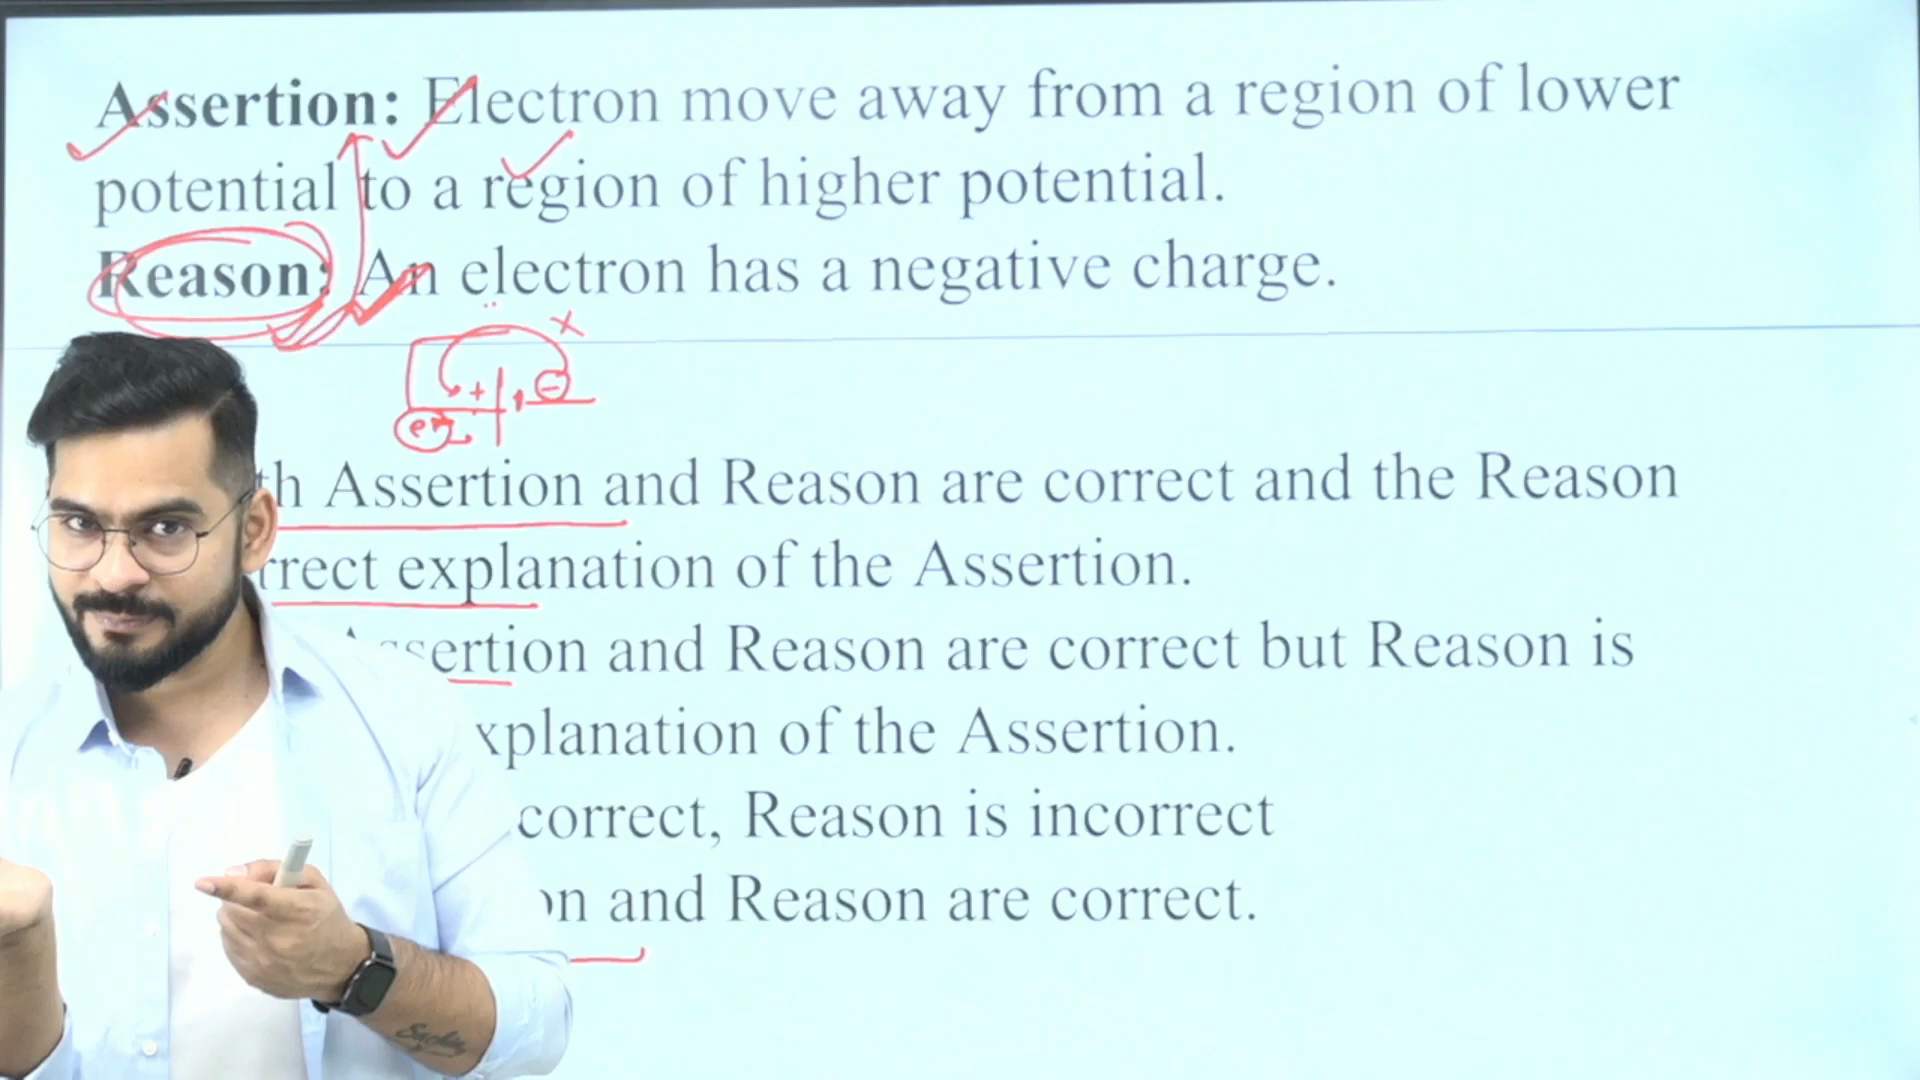 Assertion: Electron move away from a region of lower
potential to a region of higher potential.
Reason: An electron has a negative charge.
+ -
Assertion and Reason are correct and the Reason
explanation of the Assertion.
and Reason are correct but Reason is
of the Assertion.
correct, Reason is incorrect
and Reason are correct.